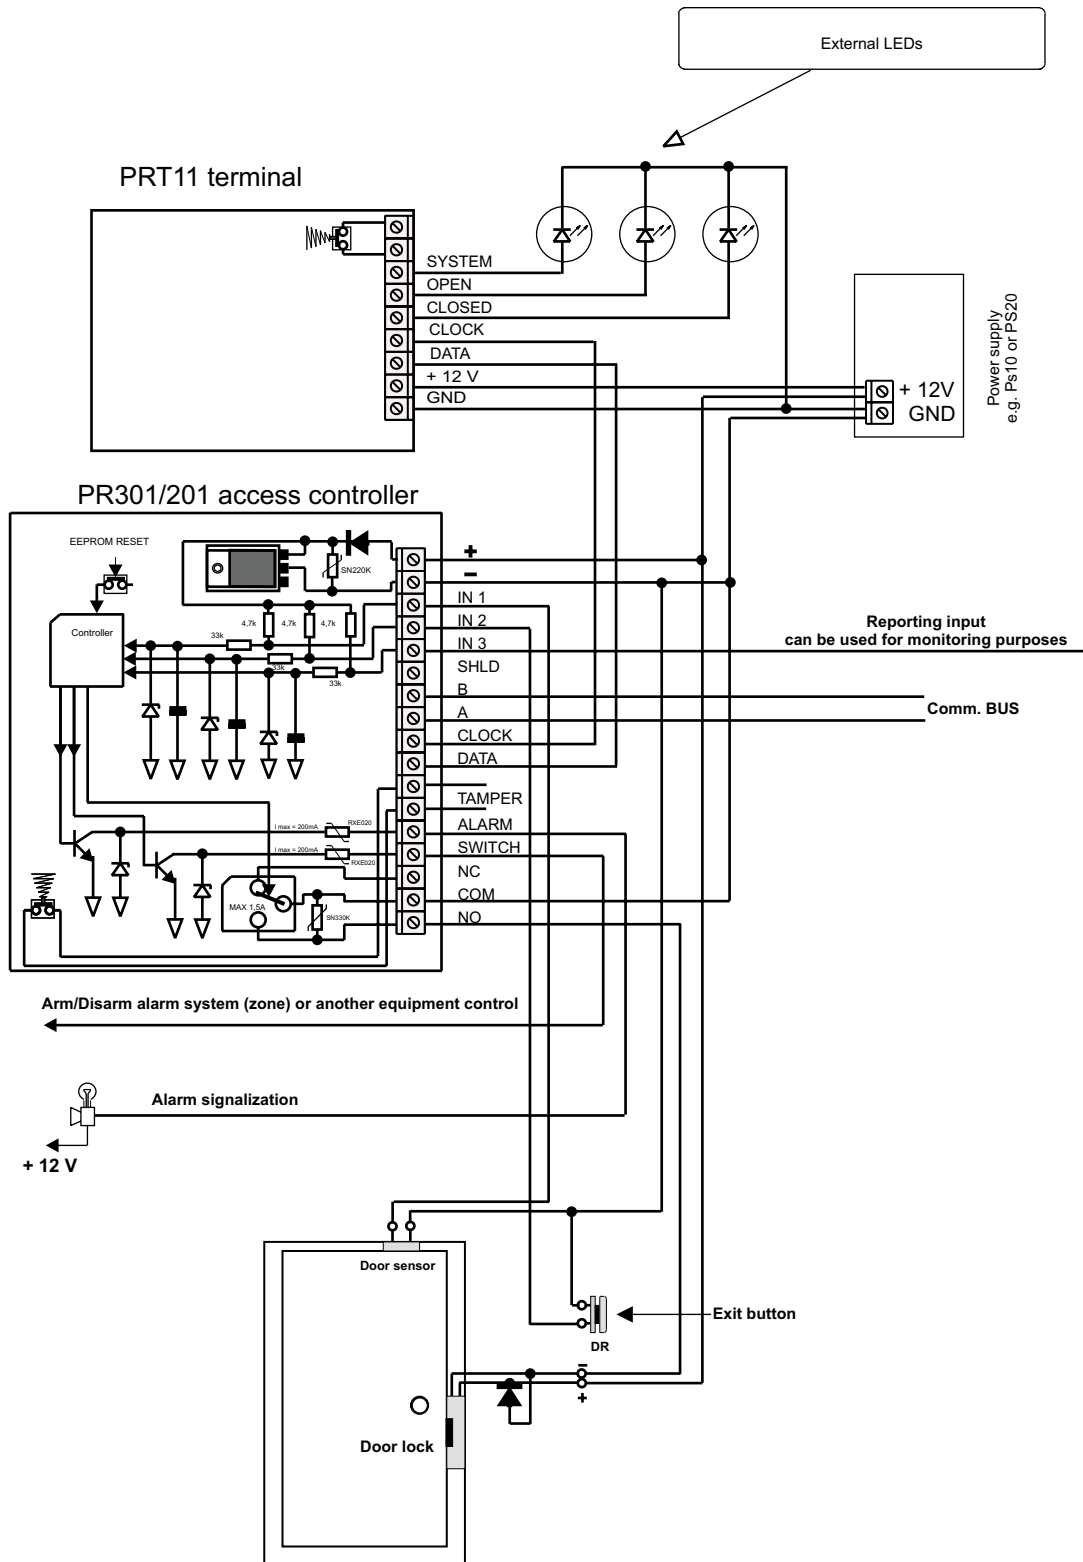 External LEDs
PRT11 terminal
SYSTEM
OPEN
CLOSED
CLOCK
DATA
+ 12 V
GND
+ 12V
GND
Power supply
e.g. Ps10 or PS20
PR301/201 access controller
EEPROM RESET
SN220K
Controller
4,7k
4,7k
4,7k
33k
33k
33k
+
−
IN 1
IN 2
IN 3
SHLD
B
A
CLOCK
DATA
TAMPER
ALARM
SWITCH
NC
COM
NO
Reporting input
can be used for monitoring purposes
Comm. BUS
I max = 200mA
RXE020
I max = 200mA
RXE020
MAX 1,5A
SN330K
Arm/Disarm alarm system (zone) or another equipment control
Alarm signalization
+ 12 V
Door sensor
Exit button
DR
−
+
Door lock